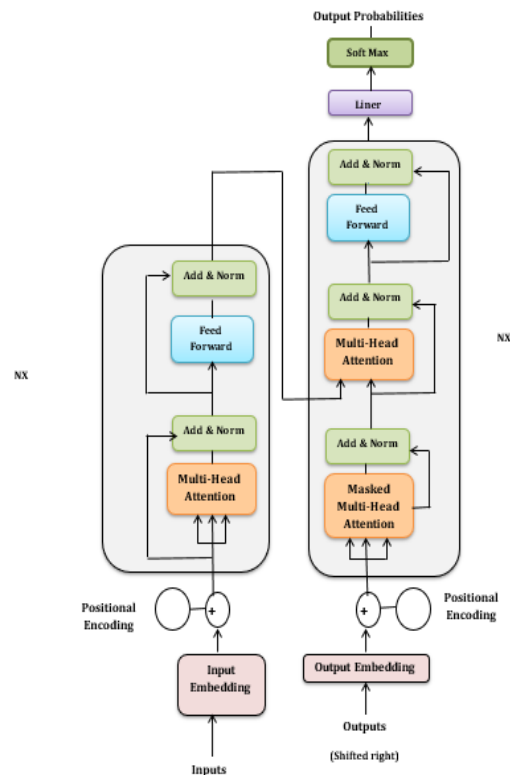 Output Probabilities
Soft Max
Liner
Add & Norm
Feed
Forward
Add & Norm
Multi-Head
Attention
Add & Norm
Masked
Multi-Head
Attention
NX
Positional
Encoding
Output Embedding
Outputs
(Shifted right)
Add & Norm
Feed
Forward
NX
Add & Norm
Multi-Head
Attention
Positional
Encoding
Input
Embedding
Inputs
+
+